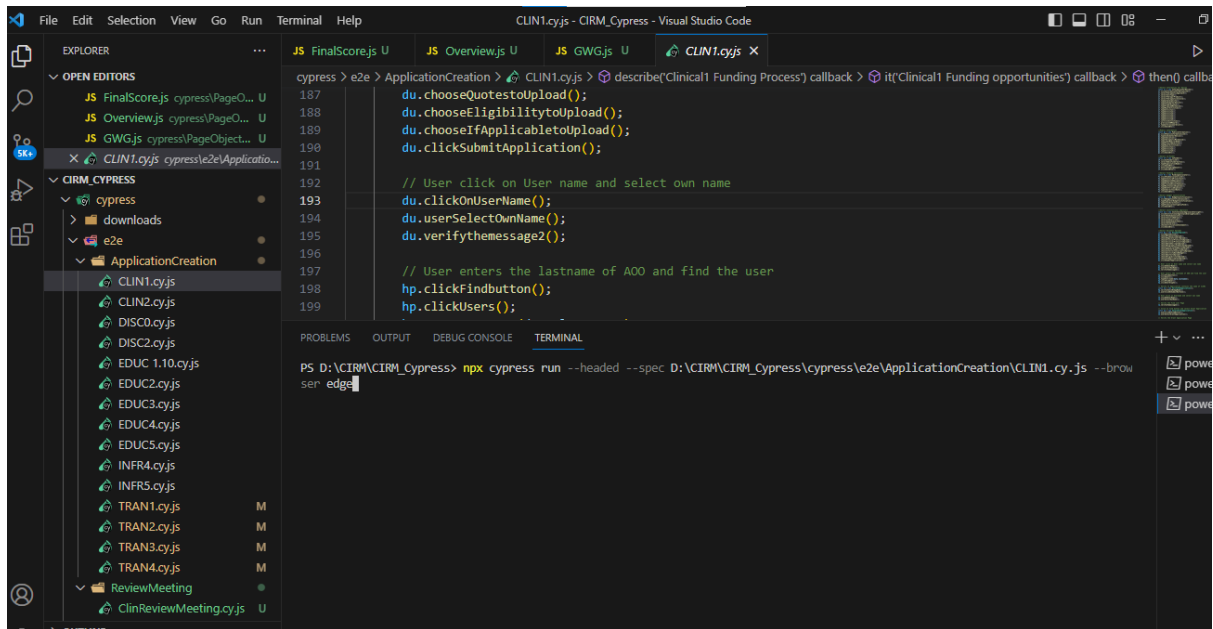 File Edit Selection View Go Run Terminal Help CLIN1.cy.js - CIRM_Cypress - Visual Studio Code
EXPLORER ...
OPEN EDITORS
JS FinalScore.js cypress\PageO... U
JS Overview.js cypress\PageO... U
JS GWG.js cypress\PageObject... U
CLIN1.cy.js cypress\e2e\Applicatio...
5K+
CIRM_CYPRESS
cypress
downloads
e2e
ApplicationCreation
CLIN1.cy.js
CLIN2.cy.js
DISC0.cy.js
DISC2.cy.js
EDUC 1.10.cy.js
EDUC2.cy.js
EDUC3.cy.js
EDUC4.cy.js
EDUC5.cy.js
INFR4.cy.js
INFR5.cy.js
TRAN1.cy.js M
TRAN2.cy.js M
TRAN3.cy.js M
TRAN4.cy.js M
ReviewMeeting
ClinReviewMeeting.cy.js U
JS FinalScore.js U JS Overview.js U JS GWG.js U CLIN1.cy.js
cypress > e2e > ApplicationCreation > CLIN1.cy.js > describe('Clinical1 Funding Process') callback > it('Clinical1 Funding opportunities') callback > then() callba
187 du.chooseQuotestoUpload();
188 du.chooseEligibilitytoUpload();
189 du.chooseIfApplicabletoUpload();
190 du.clickSubmitApplication();
191
192 // User click on User name and select own name
193 du.clickOnUserName();
194 du.userSelectOwnName();
195 du.verifythemessage2();
196
197 // User enters the lastname of AOO and find the user
198 hp.clickFindbutton();
199 hp.clickUsers();
PROBLEMS OUTPUT DEBUG CONSOLE TERMINAL
PS D:\CIRM\CIRM_Cypress> npx cypress run --headed --spec D:\CIRM\CIRM_Cypress\cypress\e2e\ApplicationCreation\CLIN1.cy.js --brow
ser edge
powe
powe
powe